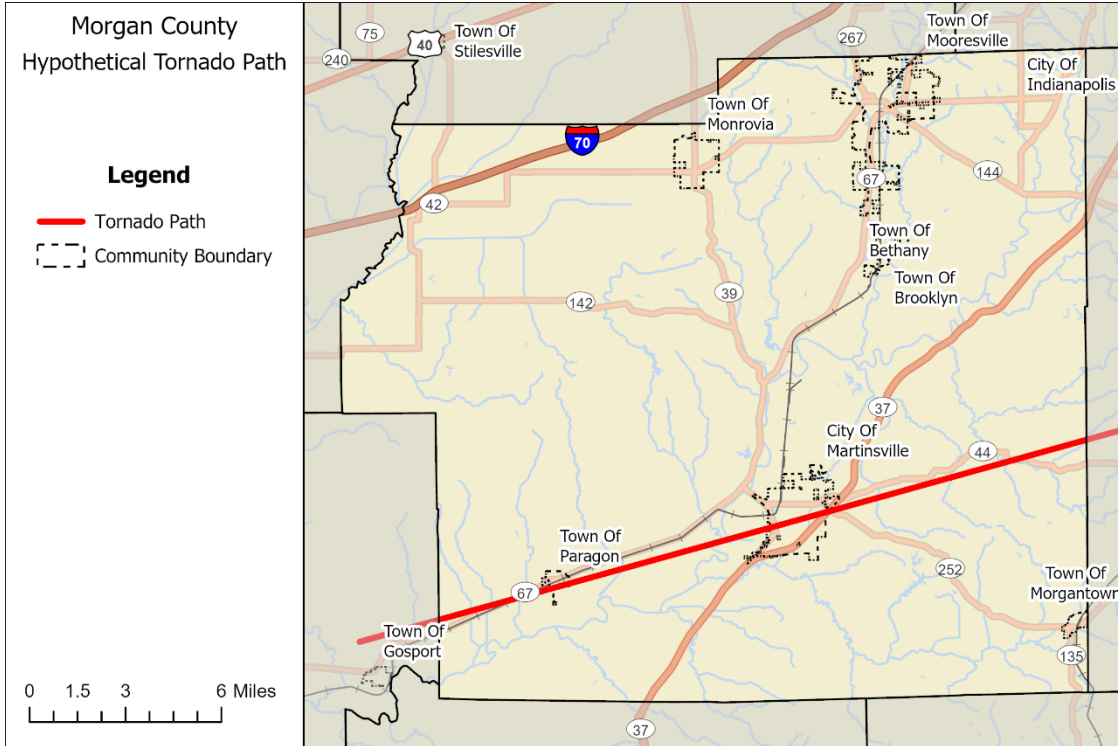 Morgan County
Hypothetical Tornado Path
Legend
Tornado Path
Community Boundary
0 1.5 3 6 Miles
75
40
240
Town Of
Stilesville
267
Town Of
Mooresville
City Of
Indianapolis
Town Of
Monrovia
70
42
67
144
Town Of
Bethany
Town Of
Brooklyn
142
39
37
City Of
Martinsville
44
Town Of
Paragon
67
252
Town Of
Morgantown
Town Of
Gosport
135
37